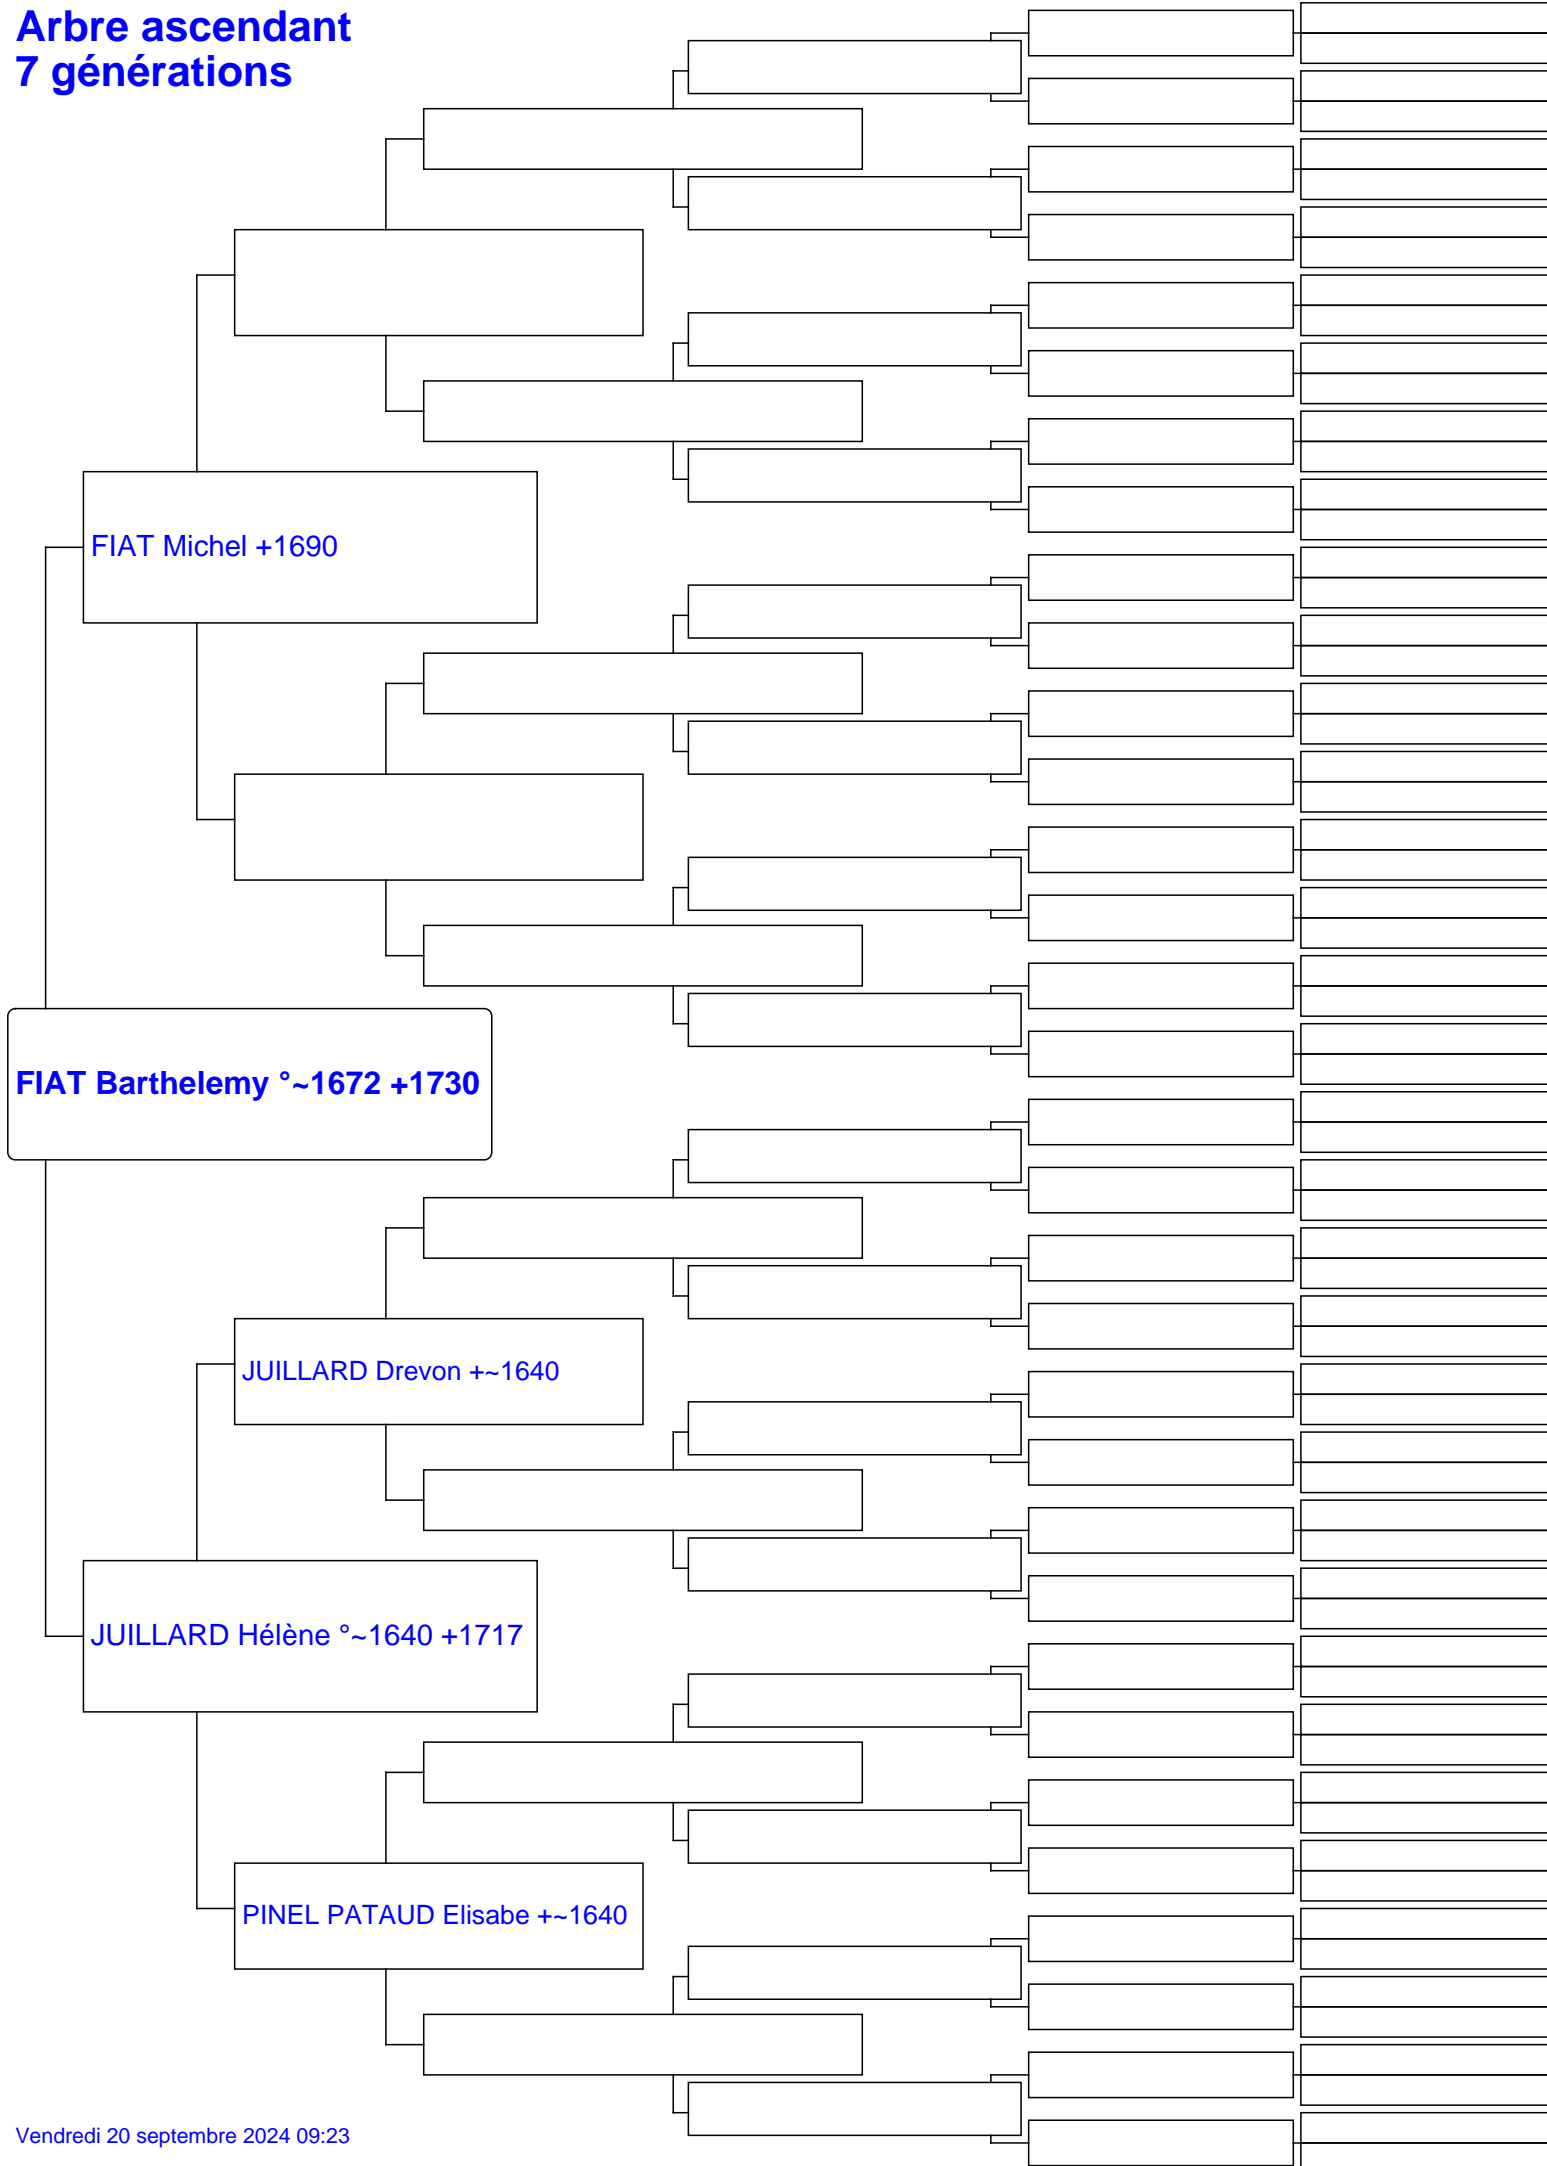 Arbre ascendant
7 générations
FIAT Michel +1690
FIAT Barthelemy °~1672 +1730
JUILLARD Drevon +~1640
JUILLARD Hélène °~1640 +1717
PINEL PATAUD Elisabe +~1640
Vendredi 20 septembre 2024 09:23